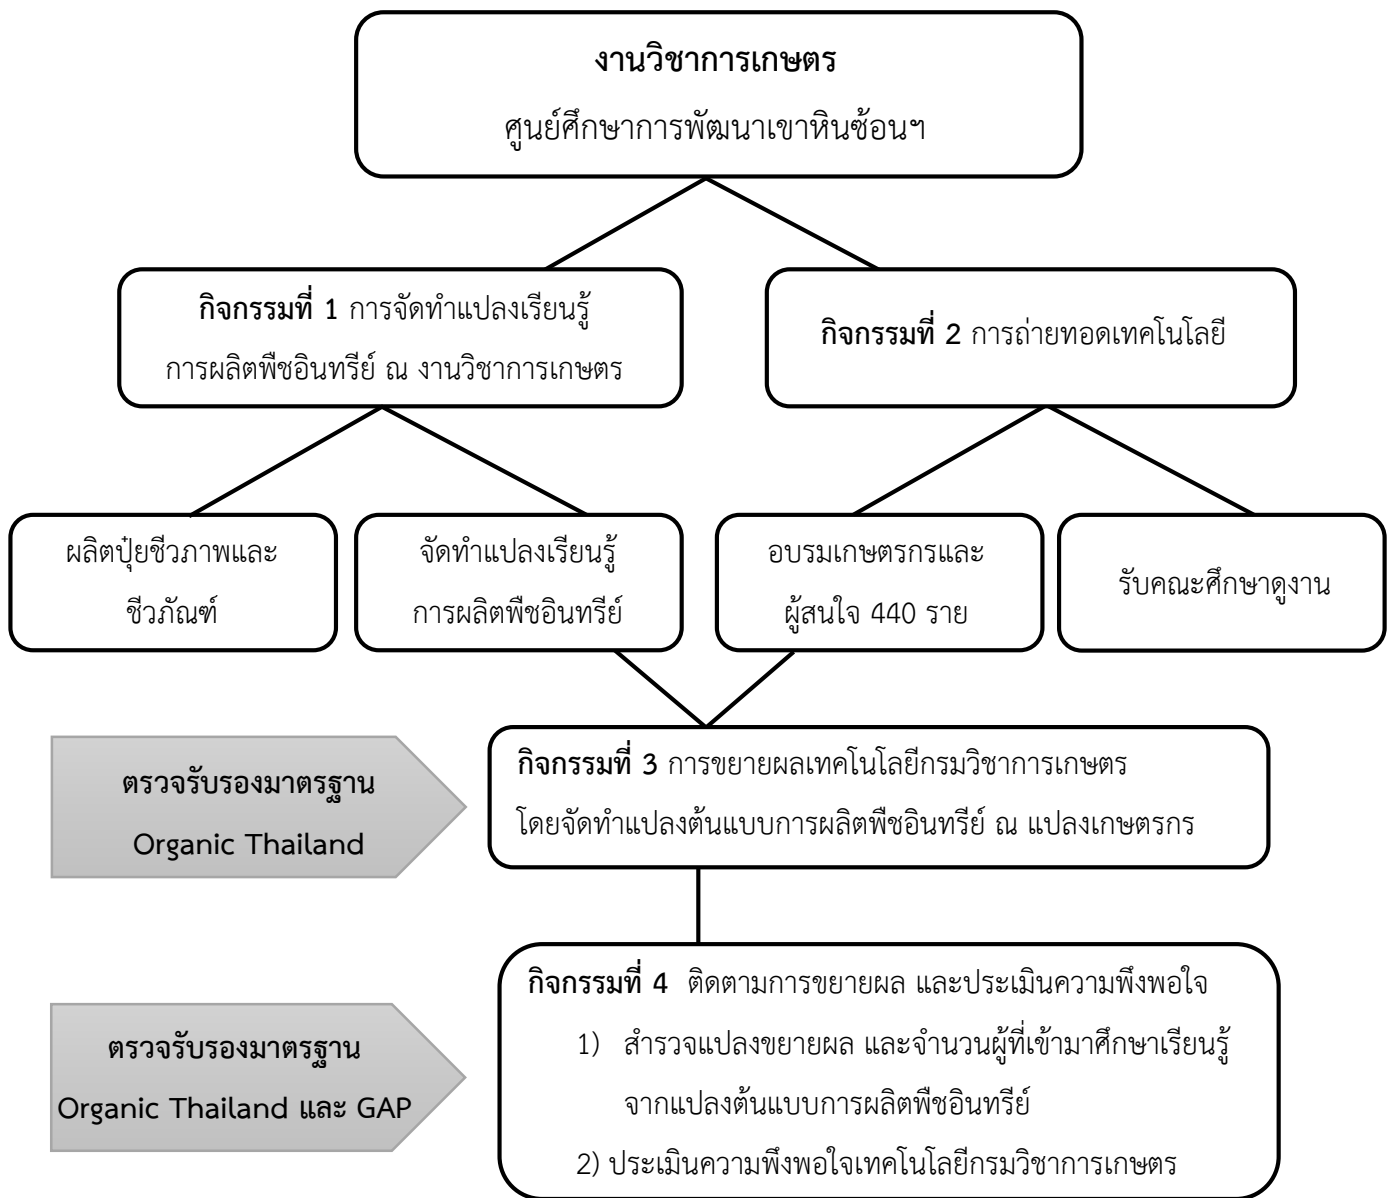 งานวิชาการเกษตร
ศูนย์ศึกษาการพัฒนาเขาหินซ้อนฯ
กิจกรรมที่ 1 การจัดทำแปลงเรียนรู้
การผลิตพืชอินทรีย์ ณ งานวิชาการเกษตร
กิจกรรมที่ 2 การถ่ายทอดเทคโนโลยี
ผลิตปุ๋ยชีวภาพและ
ชีวภัณฑ์
จัดทำแปลงเรียนรู้
การผลิตพืชอินทรีย์
อบรมเกษตรกรและ
ผู้สนใจ 440 ราย
รับคณะศึกษาดูงาน
ตรวจรับรองมาตรฐาน
Organic Thailand
กิจกรรมที่ 3 การขยายผลเทคโนโลยีกรมวิชาการเกษตร
โดยจัดทำแปลงต้นแบบการผลิตพืชอินทรีย์ ณ แปลงเกษตรกร
ตรวจรับรองมาตรฐาน
Organic Thailand และ GAP
กิจกรรมที่ 4 ติดตามการขยายผล และประเมินความพึงพอใจ
1) สำรวจแปลงขยายผล และจำนวนผู้ที่เข้ามาศึกษาเรียนรู้
จากแปลงต้นแบบการผลิตพืชอินทรีย์
2) ประเมินความพึงพอใจเทคโนโลยีกรมวิชาการเกษตร